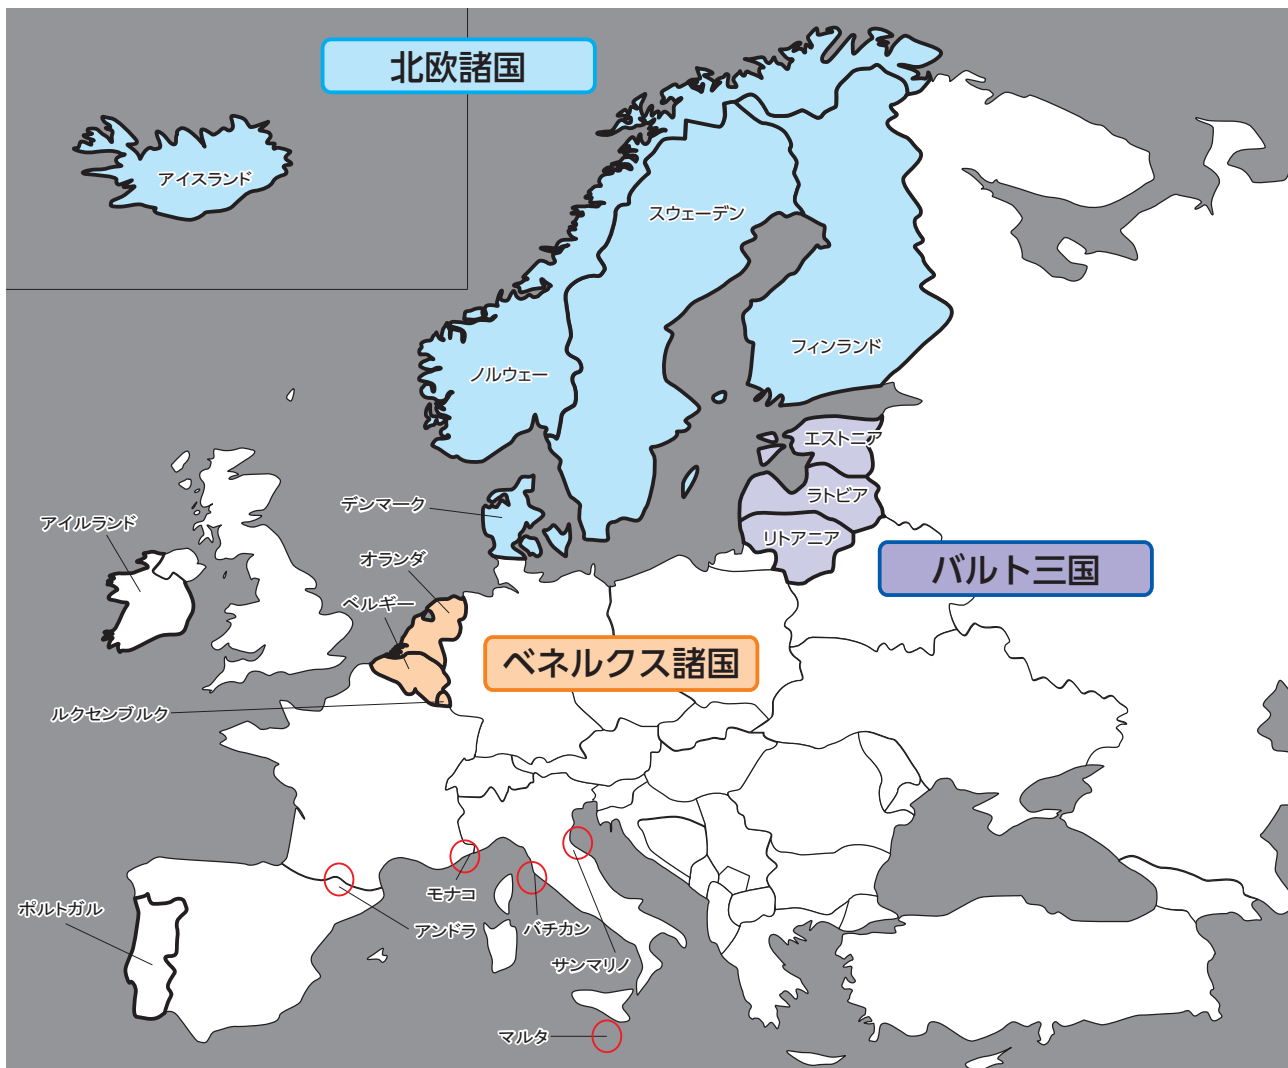 北欧諸国
アイスランド
スウェーデン
フィンランド
ノルウェー
エストニア
デンマーク
ラトビア
アイルランド
リトアニア
オランダ
バルト三国
ベルギー
ベネルクス諸国
ルクセンブルク
モナコ
ポルトガル
アンドラ
バチカン
サンマリノ
マルタ